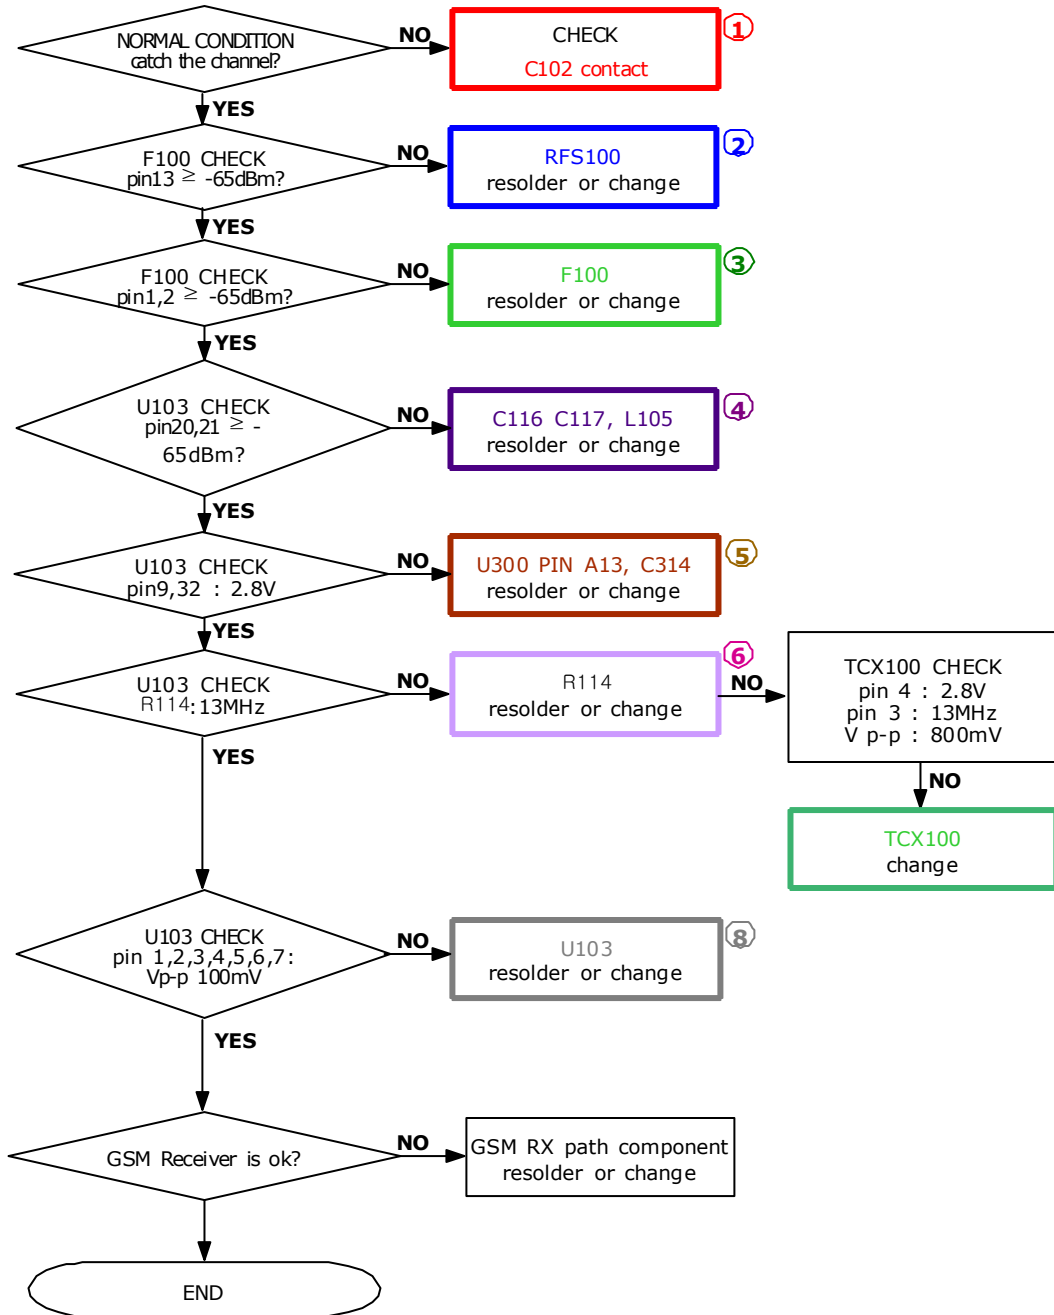 NORMAL CONDITION
catch the channel?
NO
CHECK
C102 contact
1
YES
F100 CHECK
pin13 ≥ -65dBm?
NO
RFS100
resolder or change
2
YES
F100 CHECK
pin1,2 ≥ -65dBm?
NO
F100
resolder or change
3
YES
U103 CHECK
pin20,21 ≥ -
65dBm?
NO
C116 C117, L105
resolder or change
4
YES
U103 CHECK
pin9,32 : 2.8V
NO
U300 PIN A13, C314
resolder or change
5
YES
U103 CHECK
R114:13MHz
NO
R114
resolder or change
6
NO
TCX100 CHECK
pin 4 : 2.8V
pin 3 : 13MHz
V p-p : 800mV
NO
TCX100
change
YES
U103 CHECK
pin 1,2,3,4,5,6,7:
Vp-p 100mV
NO
U103
resolder or change
8
YES
GSM Receiver is ok?
NO
GSM RX path component
resolder or change
END